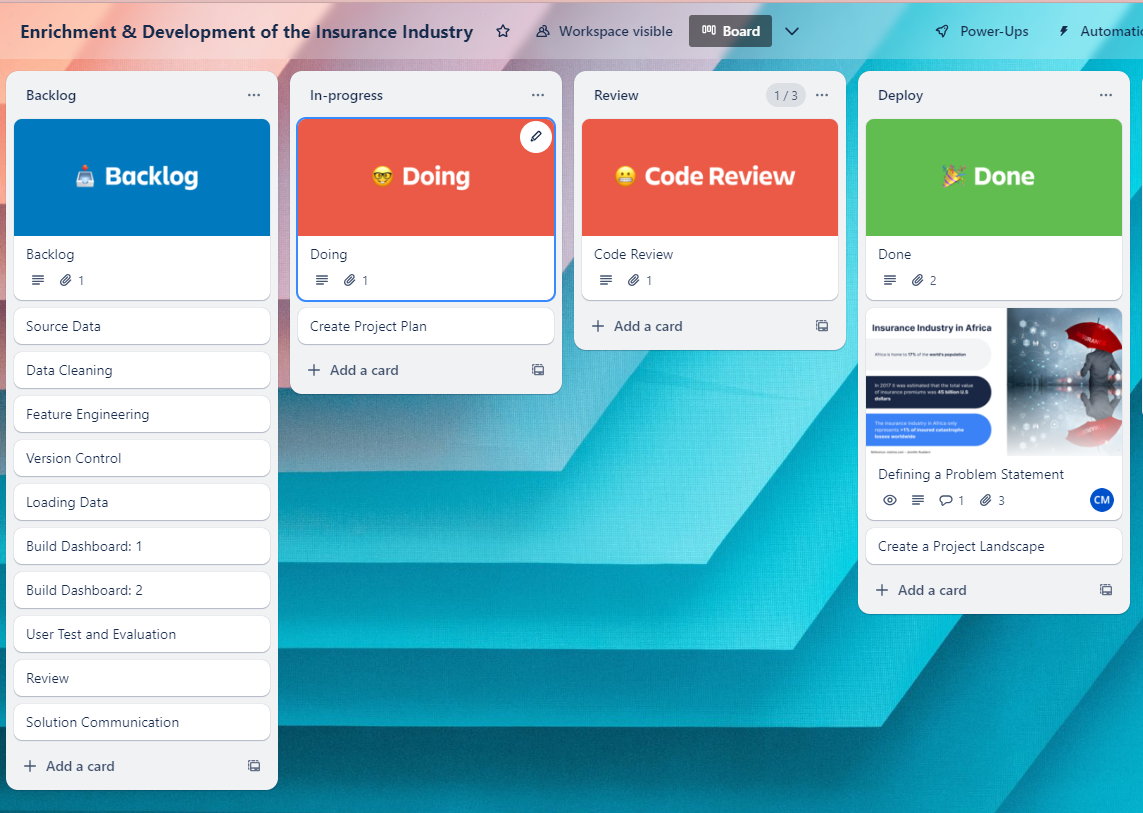 Enrichment & Development of the Insurance Industry
Workspace visible
Board
Power-Ups
Automatic
Backlog
Backlog
Backlog
1
Source Data
Data Cleaning
Feature Engineering
Version Control
Loading Data
Build Dashboard: 1
Build Dashboard: 2
User Test and Evaluation
Review
Solution Communication
Add a card
In-progress
Doing
Doing
1
Create Project Plan
Add a card
Review
1 / 3
Code Review
Code Review
1
Add a card
Deploy
Done
Done
2
Insurance Industry in Africa
Africa is home to 17% of the world's population
In 2017 it was estimated that the total value
of insurance premiums was 45 billion U.S
dollars
The insurance industry in Africa only
represents <1% of insured catastrophe
losses worldwide
Defining a Problem Statement
1
3
CM
Create a Project Landscape
Add a card